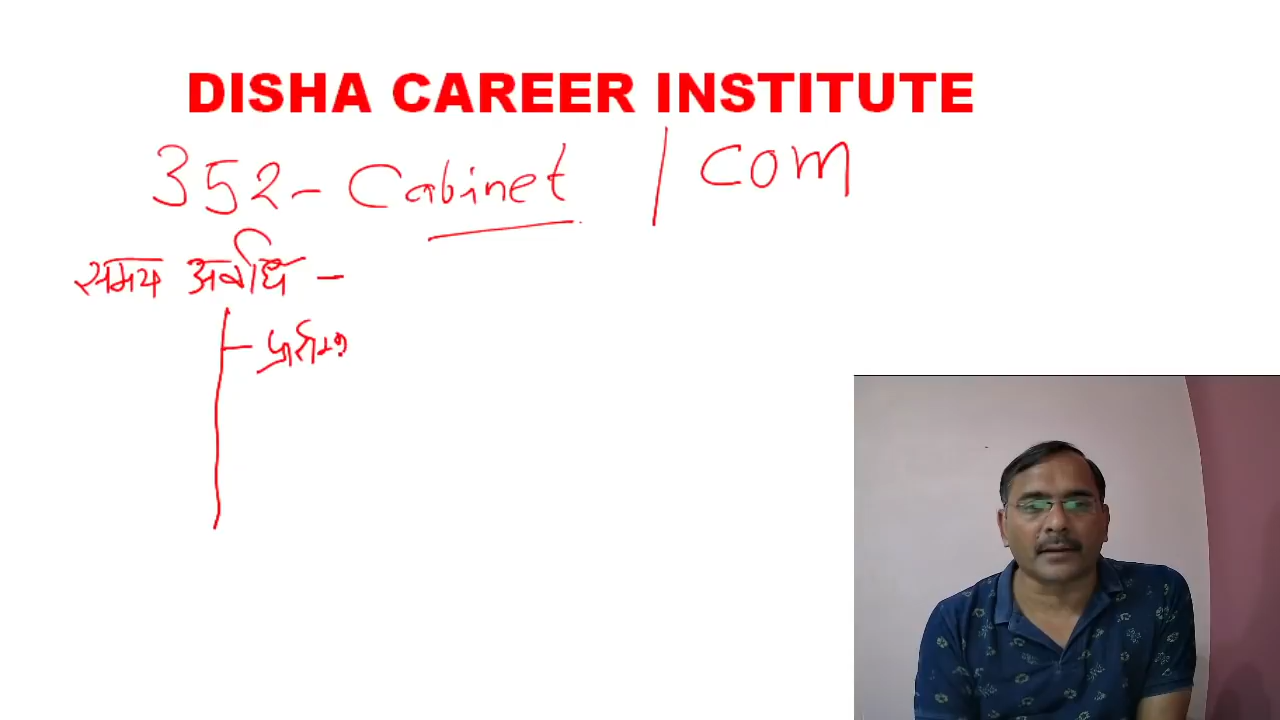 DISHA CAREER INSTITUTE
352- Cabinet / COM
समय अवधि -